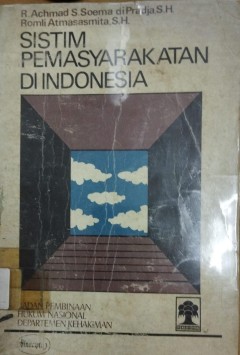 R. Achmad S. Soema di Pradja, S.H.
Romli Atmasasmita, S.H.
SISTIM
PEMASYARAKATAN
DI INDONESIA
BADAN PEMBINAAN
HUKUM NASIONAL
DEPARTEMEN KEHAKIMAN